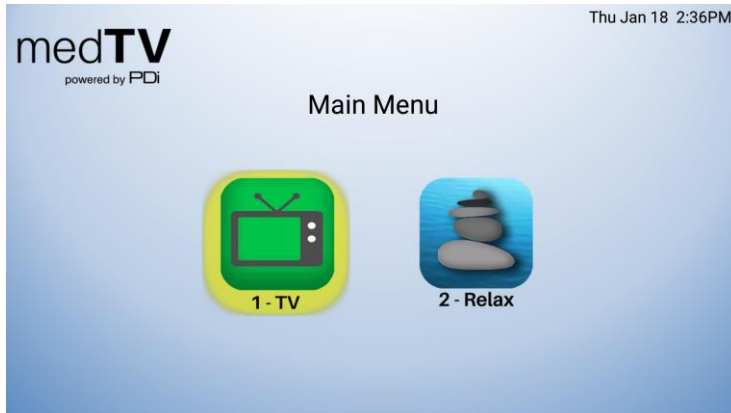 Thu Jan 18 2:36PM
medTV
powered by PDi
Main Menu
1 - TV
2 - Relax